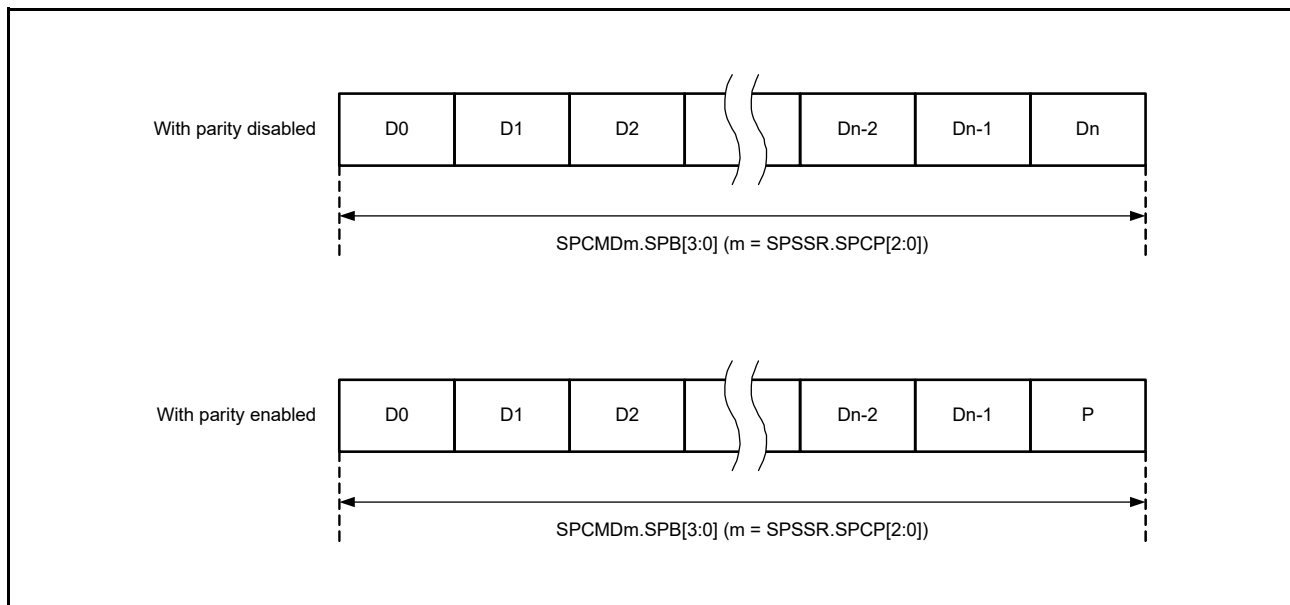 With parity disabled D0 D1 D2 Dn-2 Dn-1 Dn
SPCMDm.SPB[3:0] (m = SPSSR.SPCP[2:0])
With parity enabled D0 D1 D2 Dn-2 Dn-1 P
SPCMDm.SPB[3:0] (m = SPSSR.SPCP[2:0])